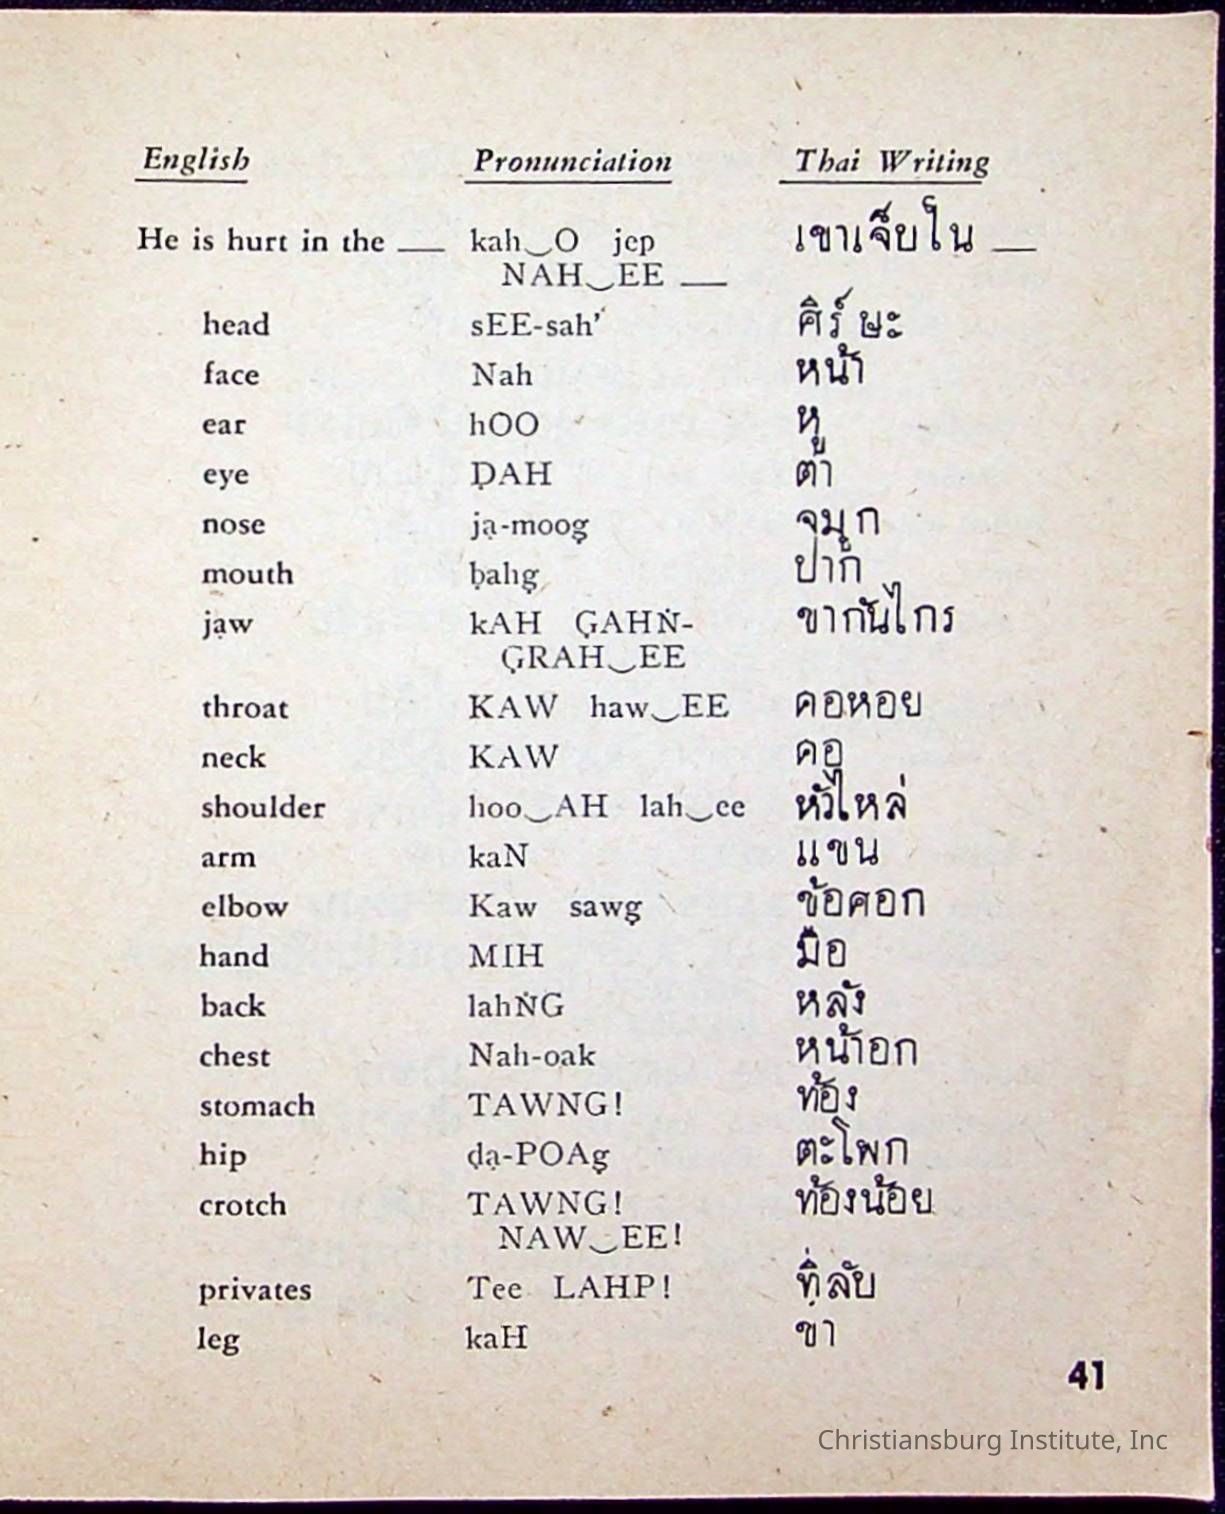 English Pronunciation Thai Writing
He is hurt in the ___ kah‿O jep เขาเจ็บใน ___
NAH‿EE ___
head sEE-sah’ ศิร์ษะ
face Nah หน้า
ear hOO หู
eye ḌAH ตา
nose jạ-moog̣ จมูก
mouth ḅahg̣ ปาก
jaw kAH G̣AHṄ- ขากันไกร
G̣RAH‿EE
throat KAW haw‿EE คอหอย
neck KAW คอ
shoulder hoo‿AH lah‿ee หัวไหล่
arm kaN แขน
elbow Kaw sawg̣ ข้อศอก
hand MIH มือ
back lahṄG หลัง
chest Nah-oak หน้าอก
stomach TAWNG! ท้อง
hip ḍạ-POAg̣ ตะโพก
crotch TAWNG! ท้องน้อย
NAW‿EE!
privates Tee LAHP! ที่ลับ
leg kaH ขา
41
Christiansburg Institute, Inc